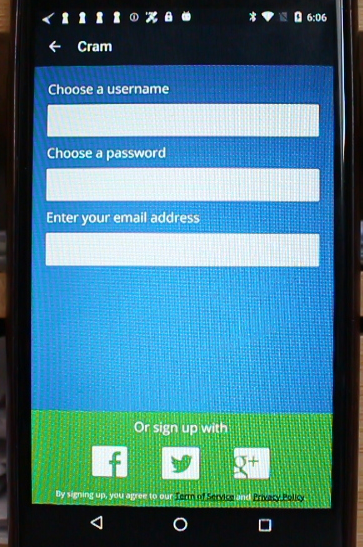 6:06
Cram
Choose a username
Choose a password
Enter your email address
Or sign up with
f
g+
By signing up, you agree to our Term of Service and Privacy Policy